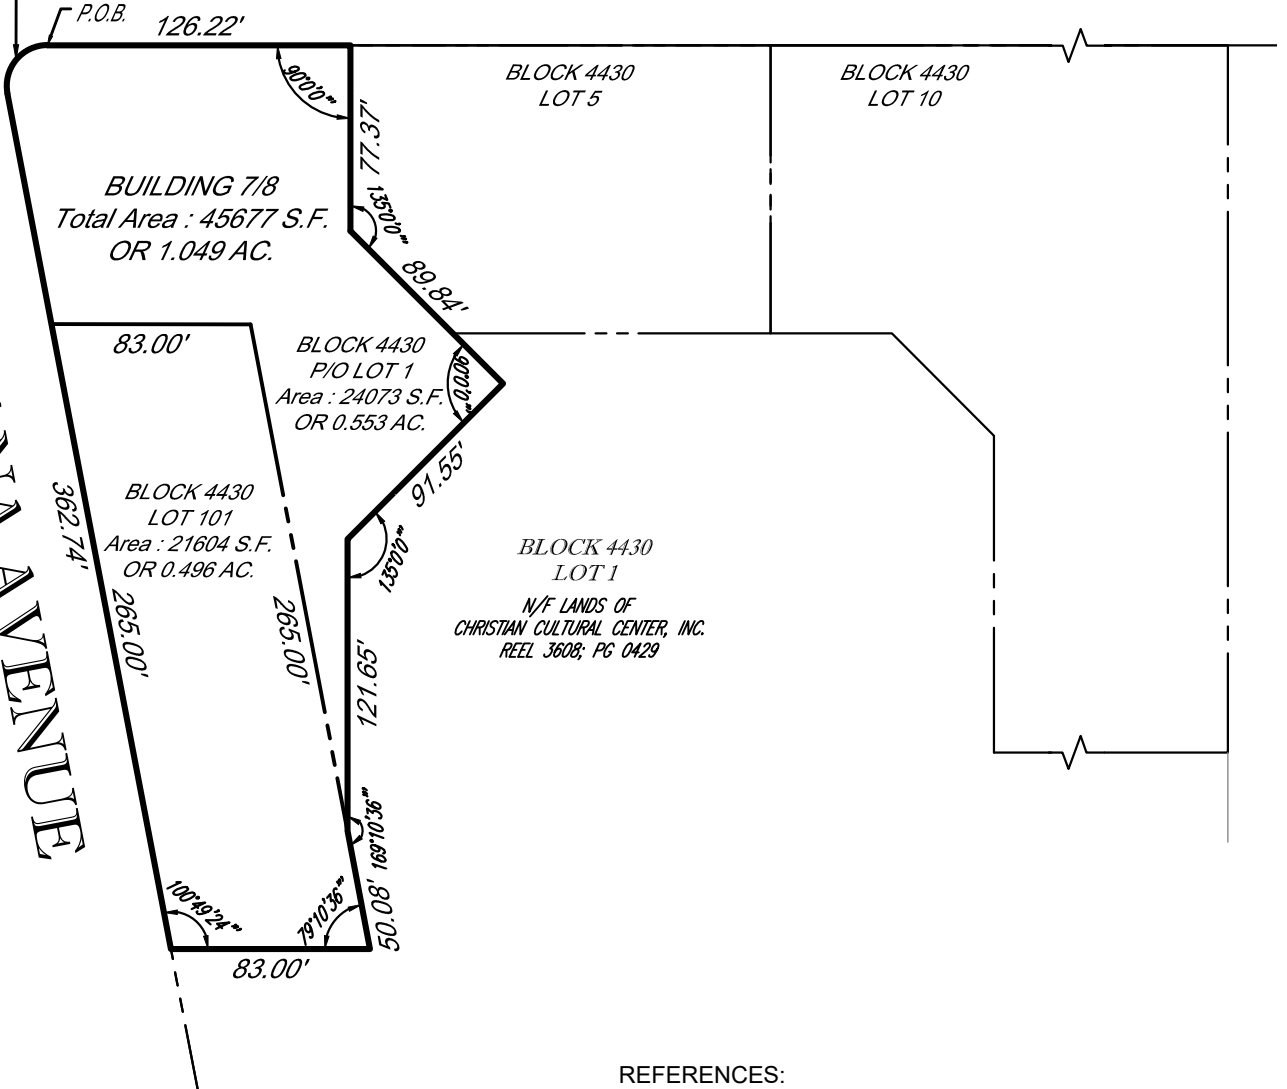 P.O.B.
126.22'
90°0'0"
77.37'
BLOCK 4430
LOT 5
BLOCK 4430
LOT 10
BUILDING 7/8
Total Area : 45677 S.F.
OR 1.049 AC.
135°0'0"
89.84'
83.00'
BLOCK 4430
P/O LOT 1
Area : 24073 S.F.
OR 0.553 AC.
90°0'0"
91.55'
362.74'
BLOCK 4430
LOT 101
Area : 21604 S.F.
OR 0.496 AC.
135°0'0"
BLOCK 4430
LOT 1
N/F LANDS OF
CHRISTIAN CULTURAL CENTER, INC.
REEL 3608; PG 0429
265.00'
265.00'
121.65'
AVENUE
169°10'36"
100°49'24"
79°10'36"
50.08'
83.00'
REFERENCES: